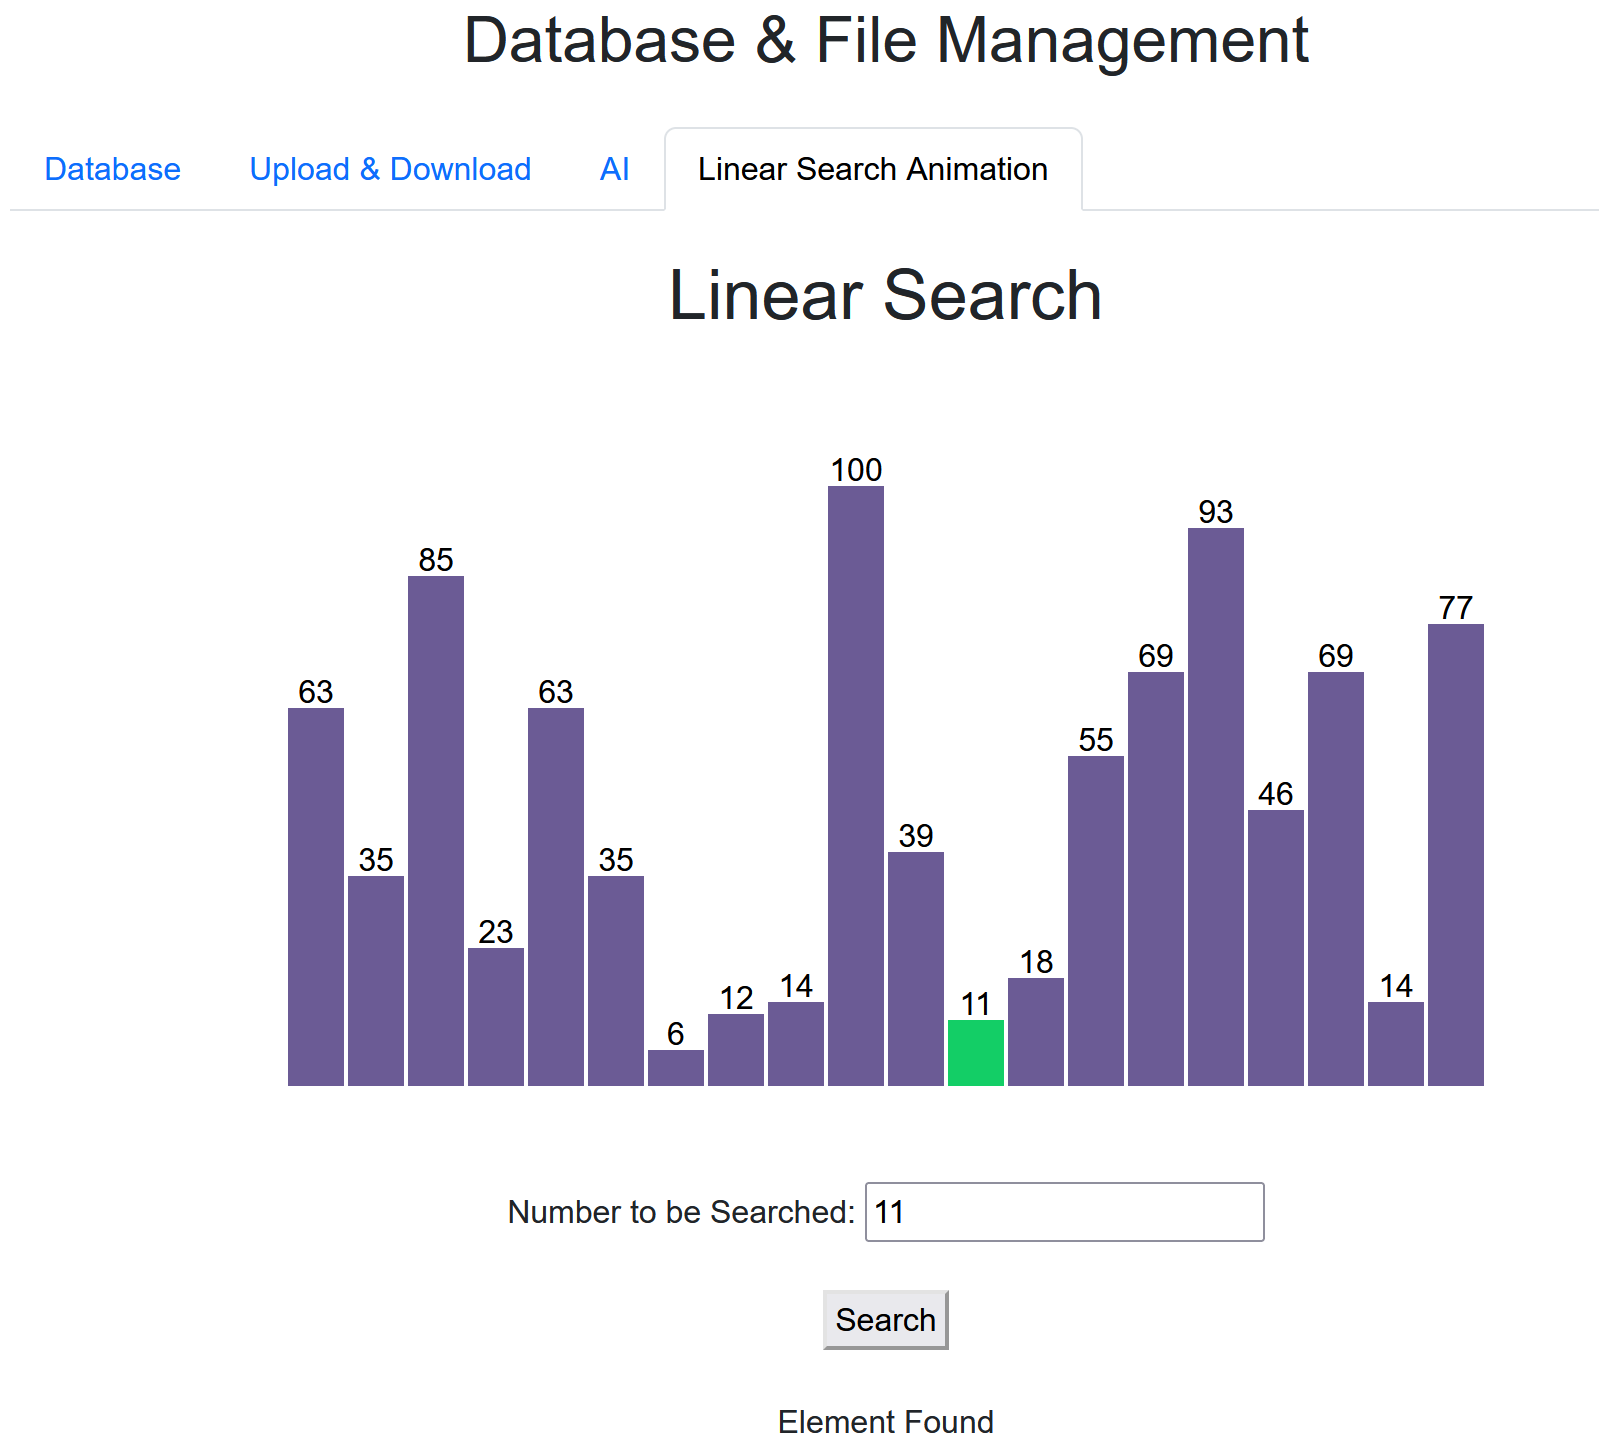 Database & File Management
Database Upload & Download AI Linear Search Animation
Linear Search
63 35 85 23 63 35 6 12 14 100 39 11 18 55 69 93 46 69 14 77
Number to be Searched: 11
Search
Element Found